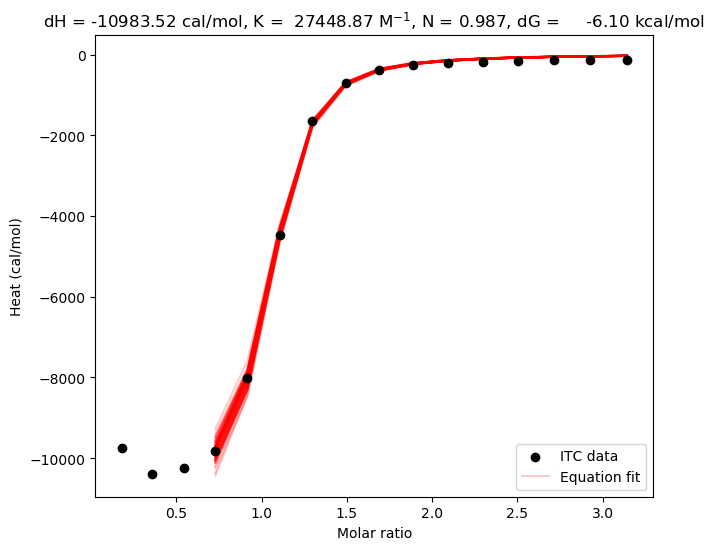 dH = -10983.52 cal/mol, K =  27448.87 M⁻¹, N = 0.987, dG =     -6.10 kcal/mol
0
−2000
−4000
−6000
−8000
−10000
Heat (cal/mol)
ITC data
Equation fit
0.5 1.0 1.5 2.0 2.5 3.0
Molar ratio